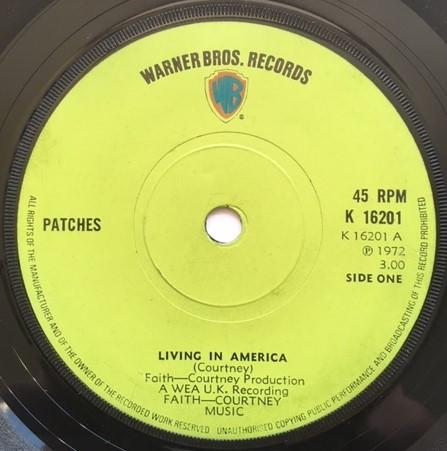 WARNER BROS. RECORDS
WB
®
PATCHES
45 RPM
K 16201
K 16201 A
℗ 1972
3.00
SIDE ONE
LIVING IN AMERICA
(Courtney)
Faith—Courtney Production
A WEA U.K. Recording
FAITH—COURTNEY
MUSIC
ALL RIGHTS OF THE MANUFACTURER AND OF THE OWNER OF THE RECORDED WORK RESERVED UNAUTHORISED COPYING PUBLIC PERFORMANCE AND BROADCASTING OF THIS RECORD PROHIBITED